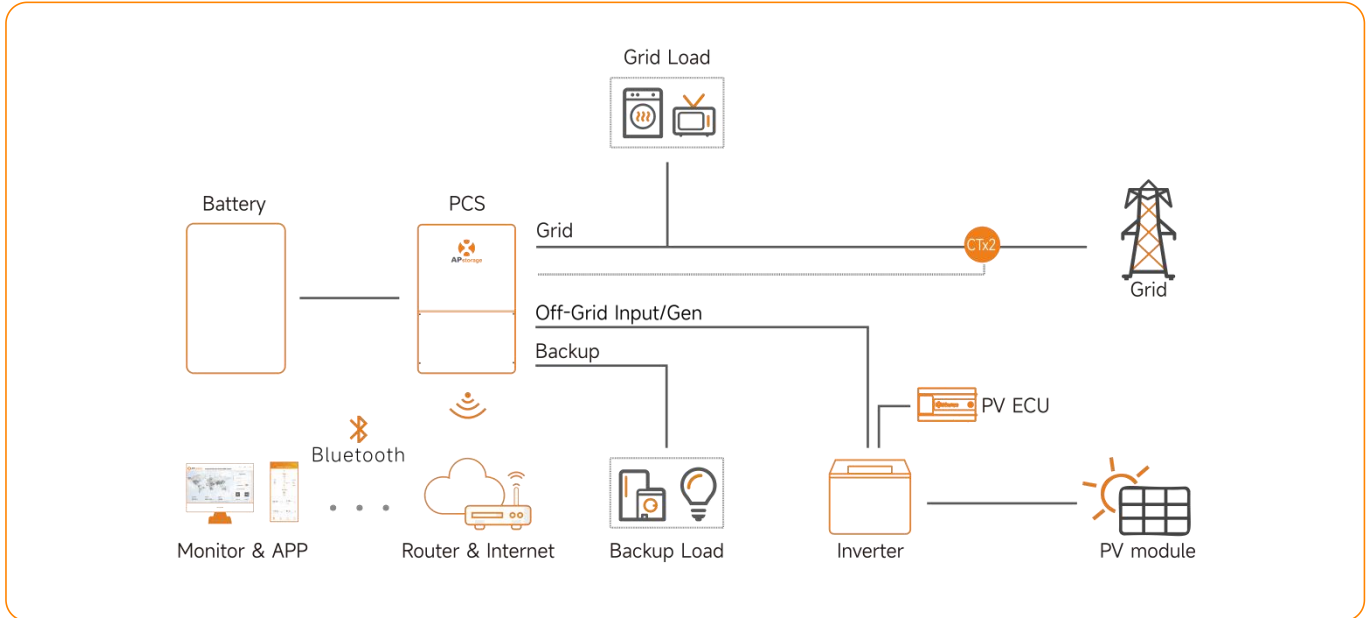 Grid Load
Battery
PCS
APstorage
Grid
CTx2
Grid
Off-Grid Input/Gen
Backup
PV ECU
Bluetooth
Monitor & APP
Router & Internet
Backup Load
Inverter
PV module